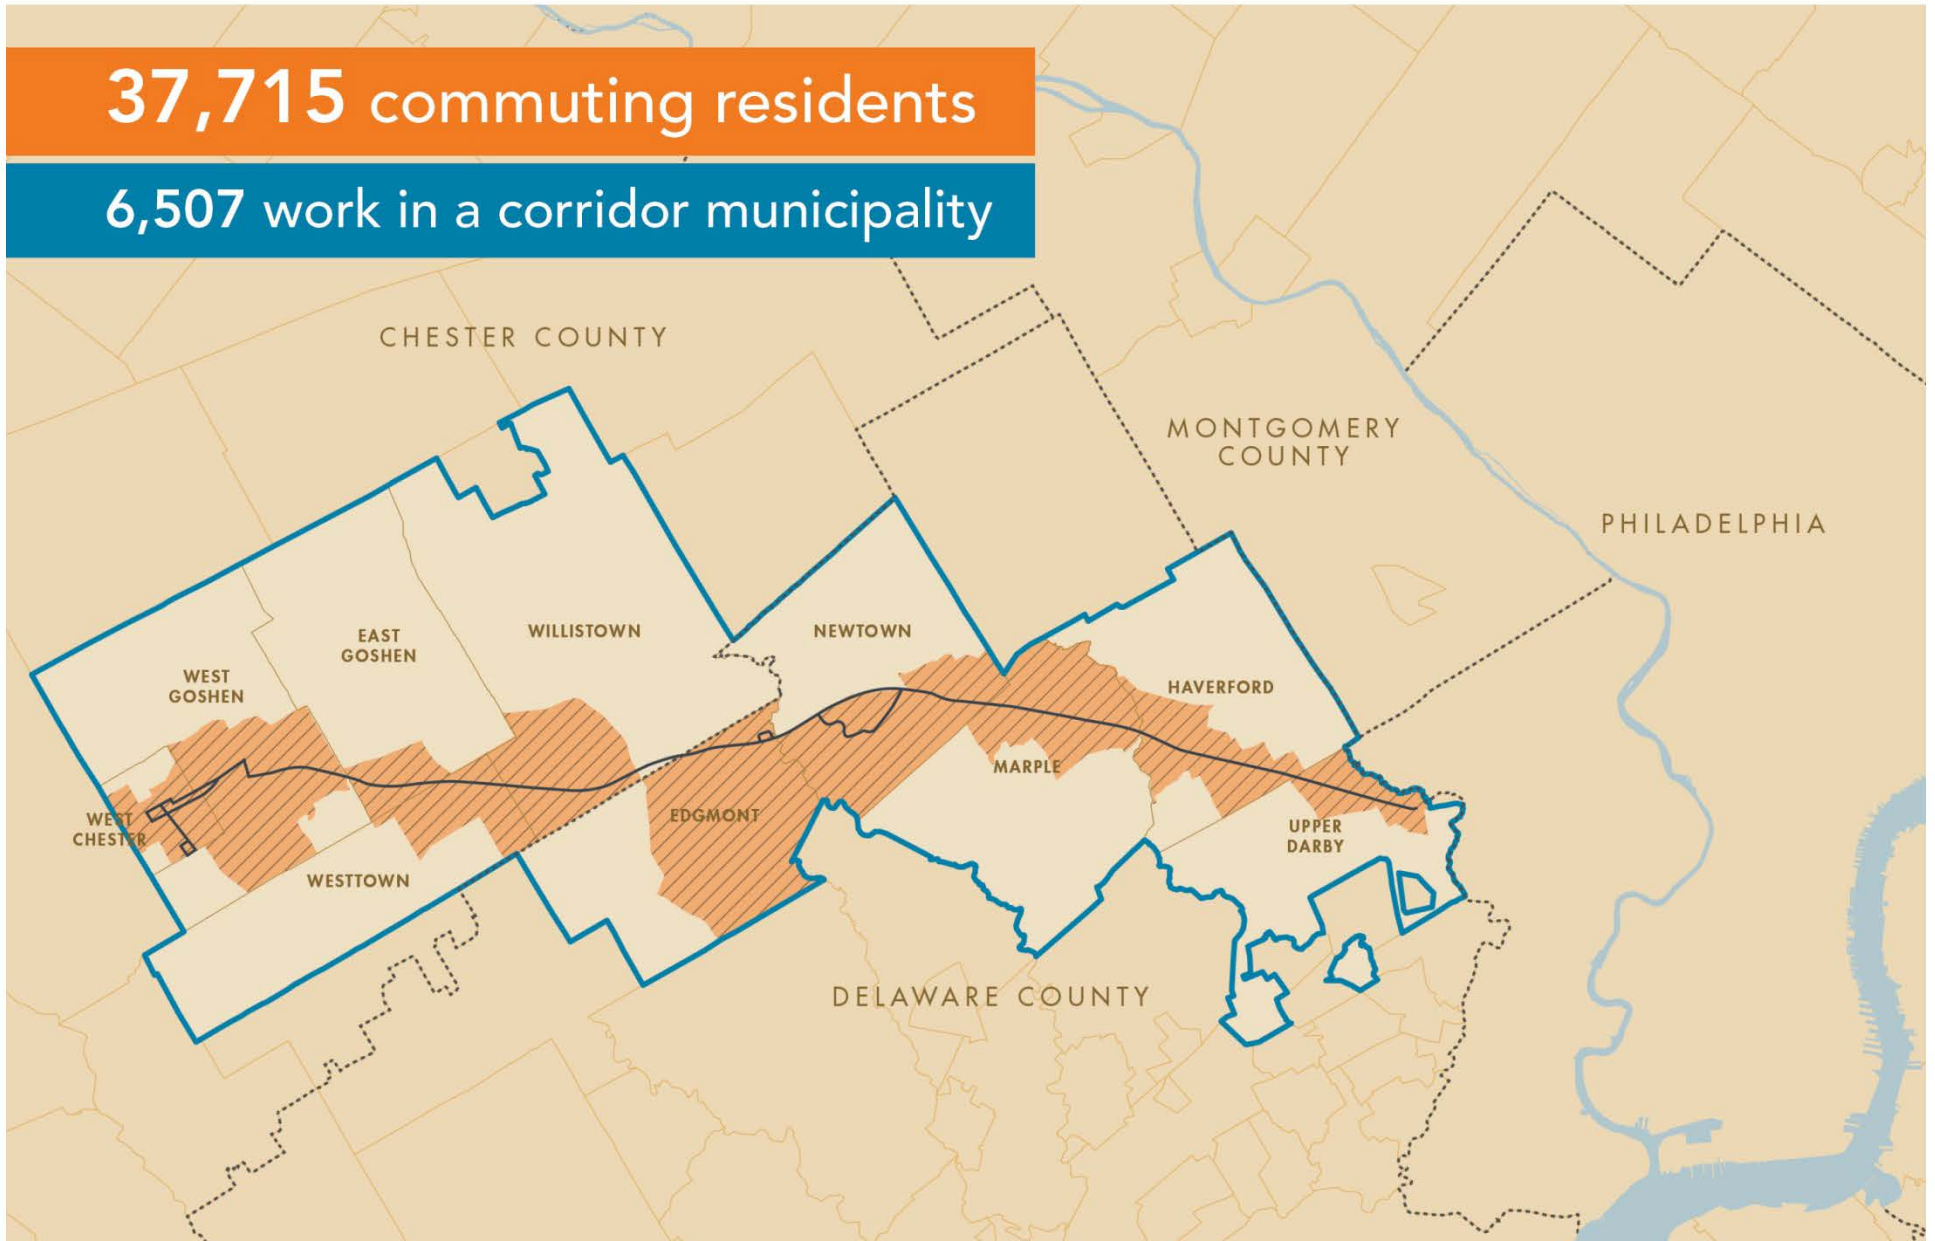 37,715 commuting residents
6,507 work in a corridor municipality
CHESTER COUNTY
MONTGOMERY
COUNTY
PHILADELPHIA
EAST
GOSHEN
WILLISTOWN
NEWTOWN
WEST
GOSHEN
HAVERFORD
MARPLE
WEST
CHESTER
EDGMONT
UPPER
DARBY
WESTTOWN
DELAWARE COUNTY